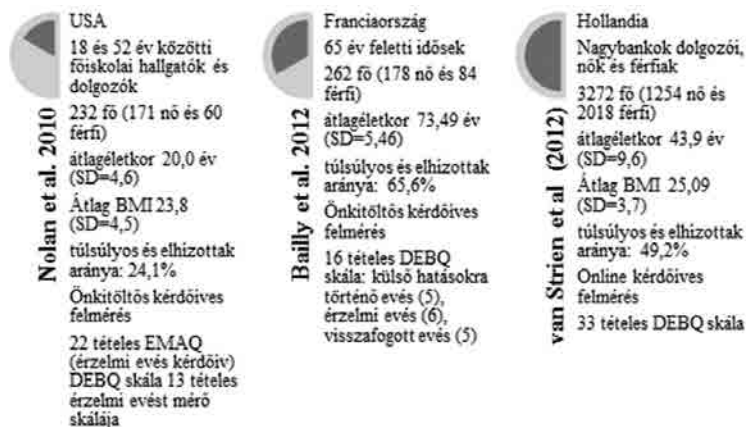 Nolan et al. 2010
USA
18 és 52 év közötti
főiskolai hallgatók és
dolgozók
232 fő (171 nő és 60
férfi)
átlagéletkor 20,0 év
(SD=4,6)
Átlag BMI 23,8
(SD=4,5)
túlsúlyos és elhízottak
aránya: 24,1%
Önkitöltős kérdőíves
felmérés
22 tételes EMAQ
(érzelmi evés kérdőív)
DEBQ skála 13 tételes
érzelmi evést mérő
skálája
Bailly et al. 2012
Franciaország
65 év feletti idősek
262 fő (178 nő és 84
férfi)
átlagéletkor 73,49 év
(SD=5,46)
túlsúlyos és elhízottak
aránya: 65,6%
Önkitöltős kérdőíves
felmérés
16 tételes DEBQ
skála: külső hatásokra
történő evés (5),
érzelmi evés (6),
visszafogott evés (5)
van Strien et al (2012)
Hollandia
Nagybankok dolgozói,
nők és férfiak
3272 fő (1254 nő és
2018 férfi)
átlagéletkor 43,9 év
(SD=9,6)
Átlag BMI 25,09
(SD=3,7)
túlsúlyos és elhízottak
aránya: 49,2%
Online kérdőíves
felmérés
33 tételes DEBQ skála